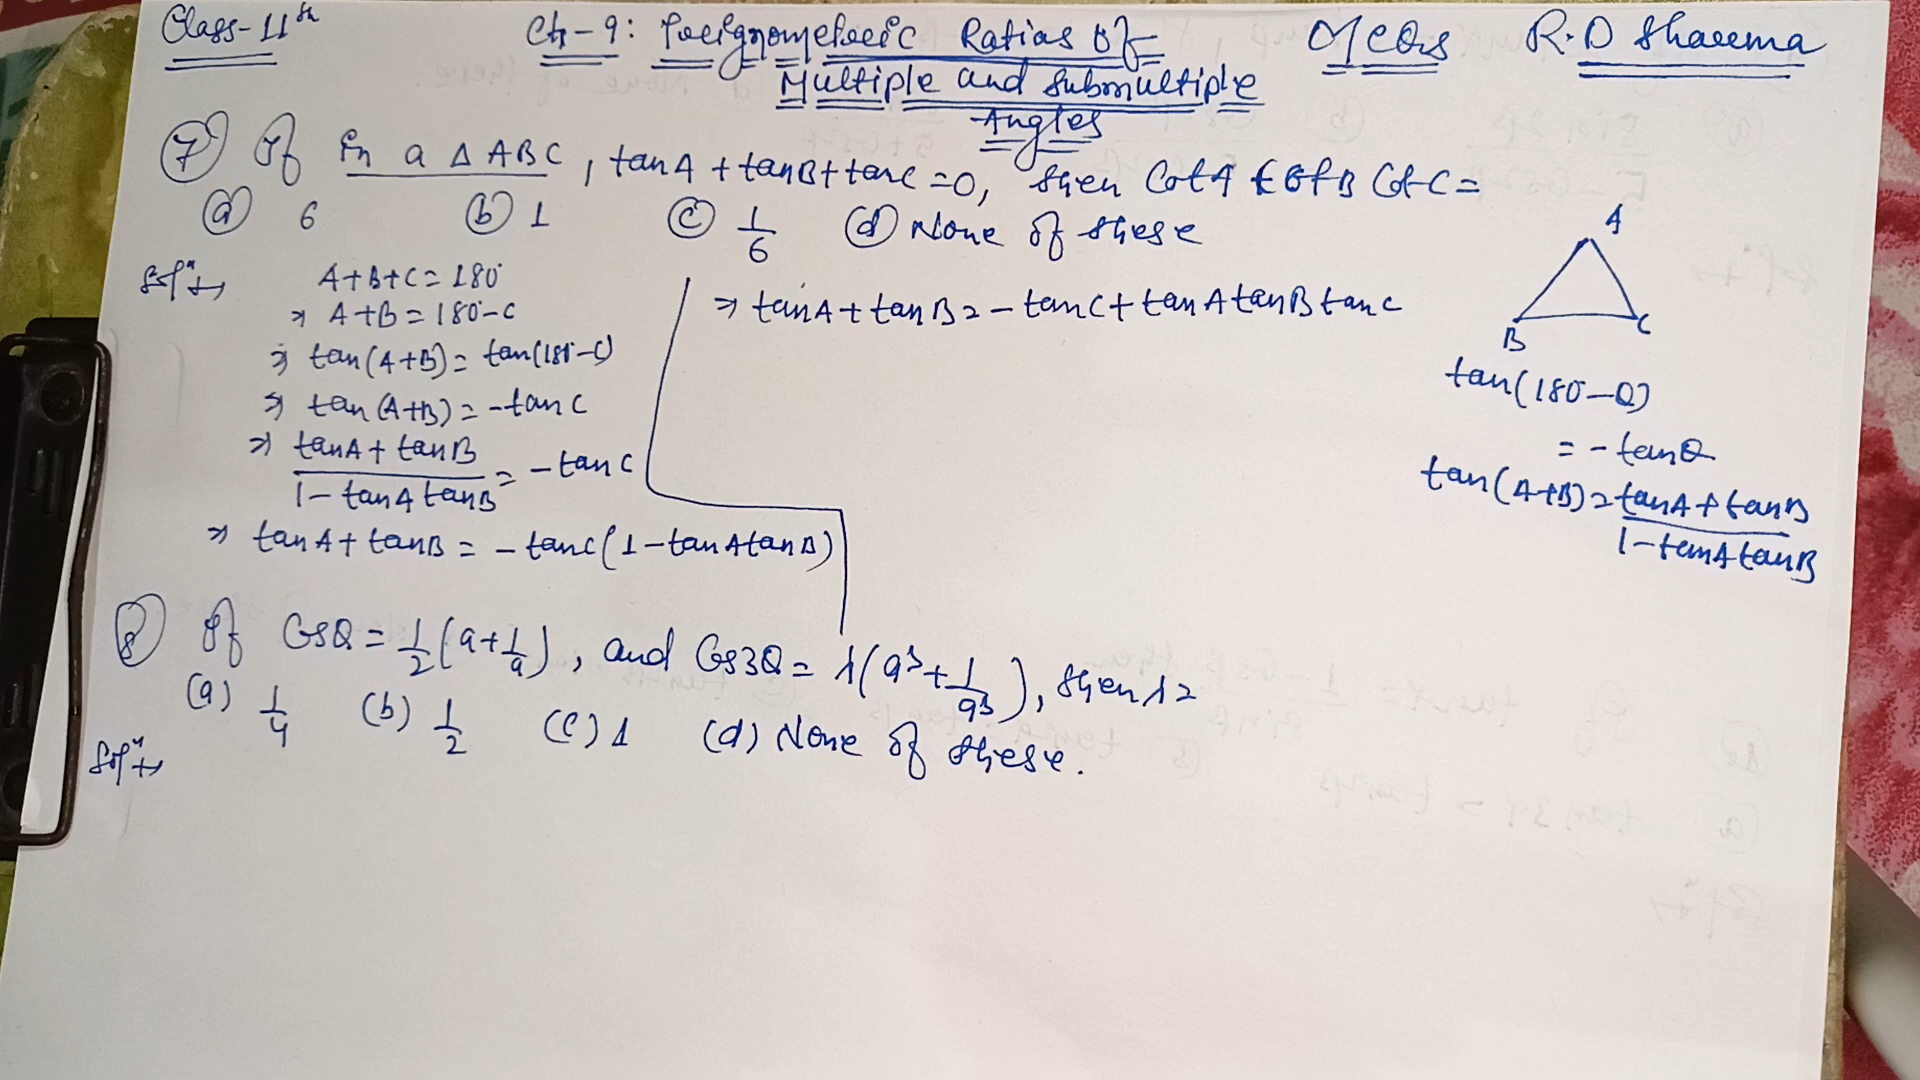 Class-11th Ch-9: Trigonometric Ratios Of MCQs R.D Sharma
Multiple and Submultiple
Angles
(7) If in a Δ ABC, tanA + tanB + tanC = 0, then CotA CotB CotC =
(a) 6 (b) 1 (c) 1/6 (d) None of these
Solⁿ→ A+B+C = 180°
⇒ A+B = 180°-C
⇒ tan(A+B) = tan(180°-C)
⇒ tan(A+B) = -tanC
⇒ (tanA + tanB)/(1 - tanA tanB) = -tanC
⇒ tanA + tanB = -tanC(1 - tanA tanB)
⇒ tanA + tanB = -tanC + tanA tanB tanC
A
B C
tan(180-θ)
= -tanθ
tan(A+B) = (tanA + tanB)/(1 - tanA tanB)
(8) If Cosθ = 1/2(a + 1/a), and Cos3θ = λ(a³ + 1/a³), then λ =
(a) 1/4 (b) 1/2 (c) 1 (d) None of these.
Solⁿ→